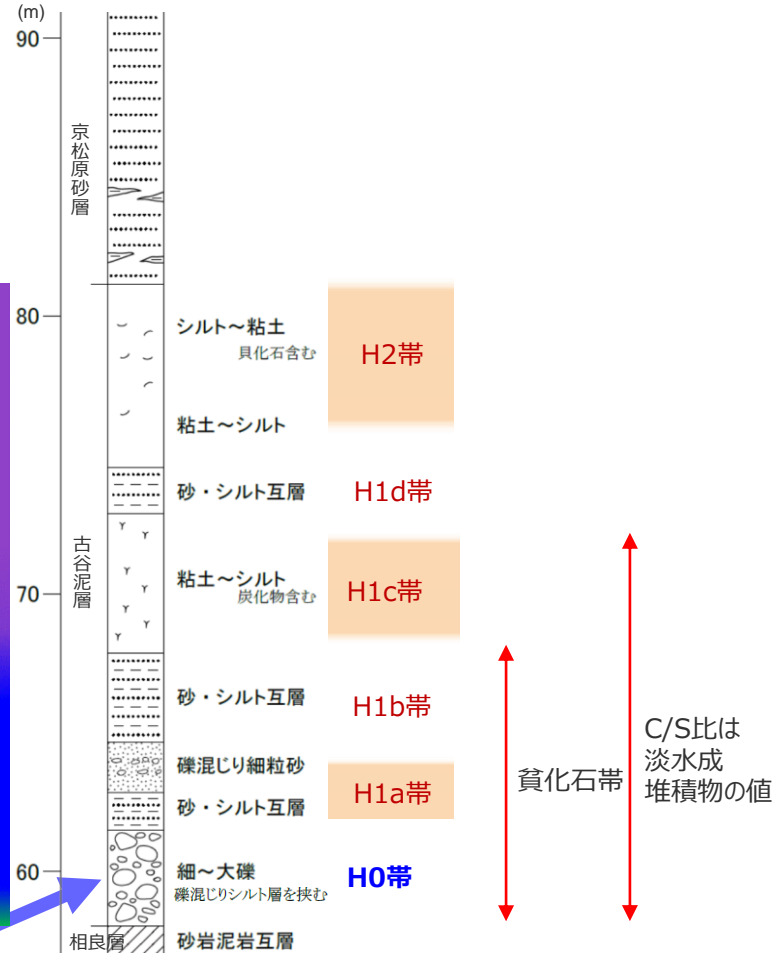 (m)
90
京松原砂層
80
シルト～粘土
貝化石含む
H2帯
粘土～シルト
砂・シルト互層
H1d帯
古谷泥層
70
粘土～シルト
炭化物含む
H1c帯
砂・シルト互層
H1b帯
C/S比は
淡水成
堆積物の値
貧化石帯
礫混じり細粒砂
H1a帯
砂・シルト互層
60
細～大礫
礫混じりシルト層を挟む
H0帯
相良層
砂岩泥岩互層